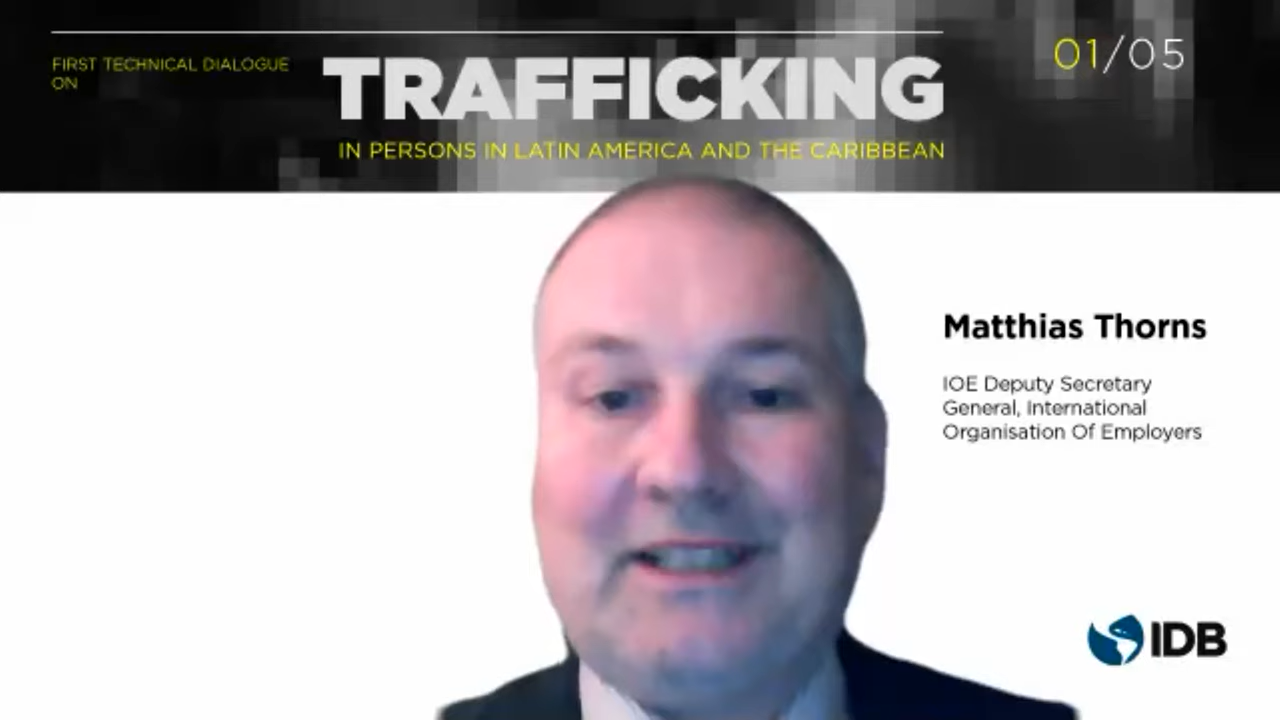 FIRST TECHNICAL DIALOGUE
ON
TRAFFICKING
IN PERSONS IN LATIN AMERICA AND THE CARIBBEAN
01/05
Matthias Thorns
IOE Deputy Secretary
General, International
Organisation Of Employers
IDB